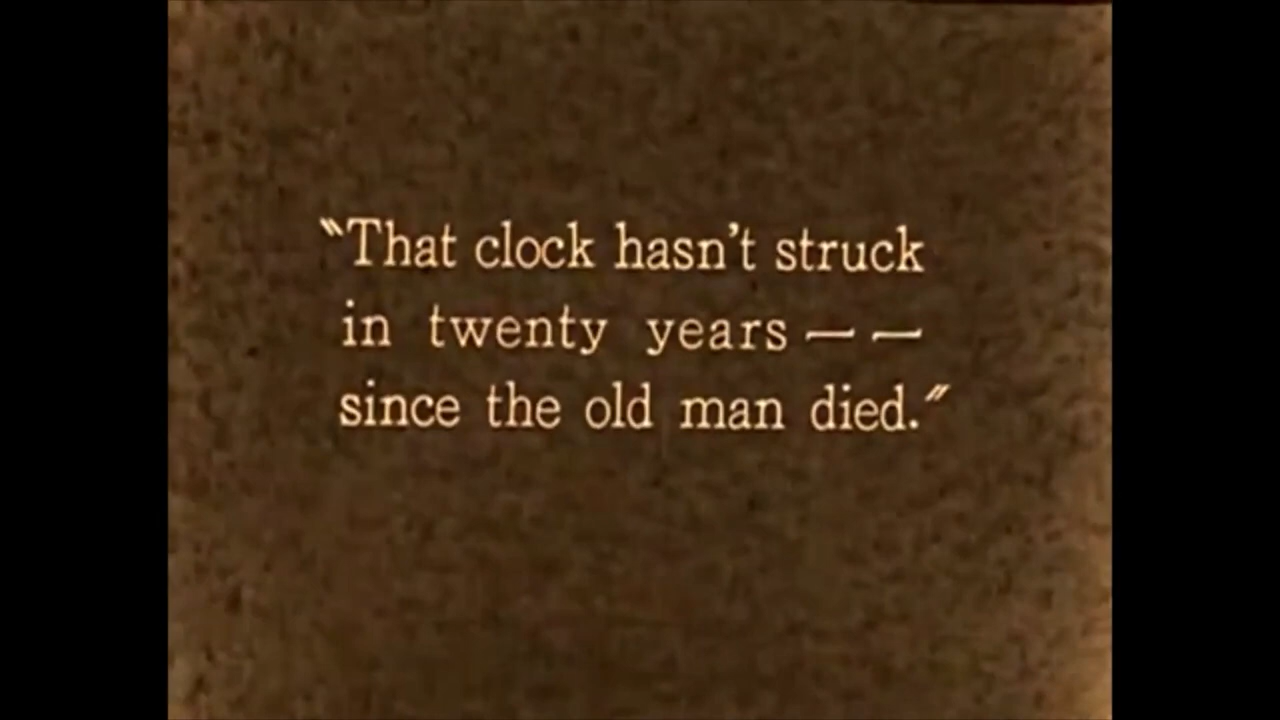 "That clock hasn't struck
in twenty years — —
since the old man died."